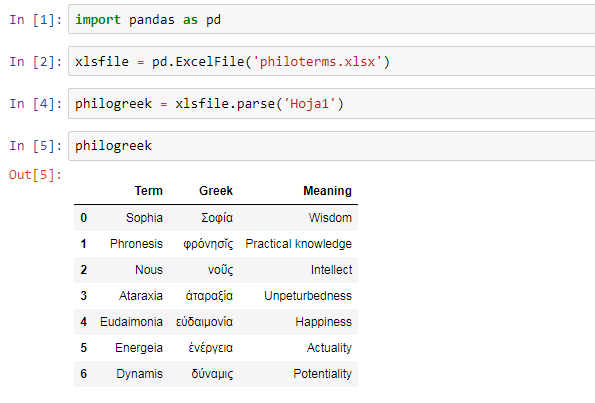 In [1]: import pandas as pd
In [2]: xlsfile = pd.ExcelFile('philoterms.xlsx')
In [4]: philogreek = xlsfile.parse('Hoja1')
In [5]: philogreek
Out[5]:
Term Greek Meaning
0 Sophia Σοφία Wisdom
1 Phronesis φρόνησῐς Practical knowledge
2 Nous νοῦς Intellect
3 Ataraxia ἀταραξία Unpeturbedness
4 Eudaimonia εὐδαιμονία Happiness
5 Energeia ἐνέργεια Actuality
6 Dynamis δύναμις Potentiality